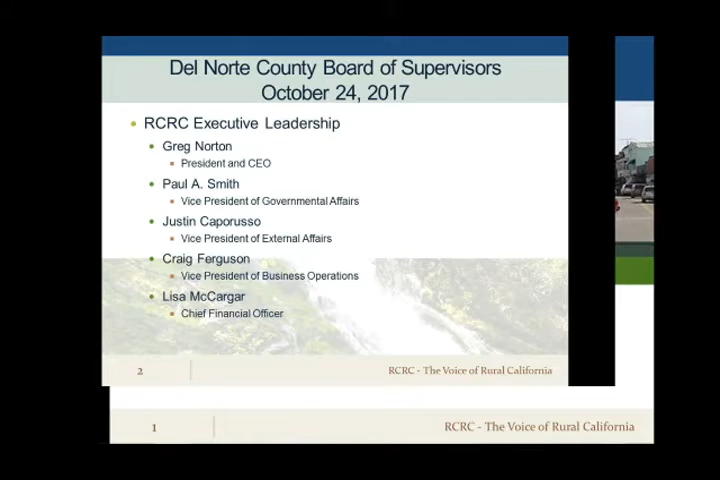 Del Norte County Board of Supervisors
October 24, 2017
RCRC Executive Leadership
Greg Norton
President and CEO
Paul A. Smith
Vice President of Governmental Affairs
Justin Caporusso
Vice President of External Affairs
Craig Ferguson
Vice President of Business Operations
Lisa McCargar
Chief Financial Officer
2
RCRC - The Voice of Rural California
1
RCRC - The Voice of Rural California